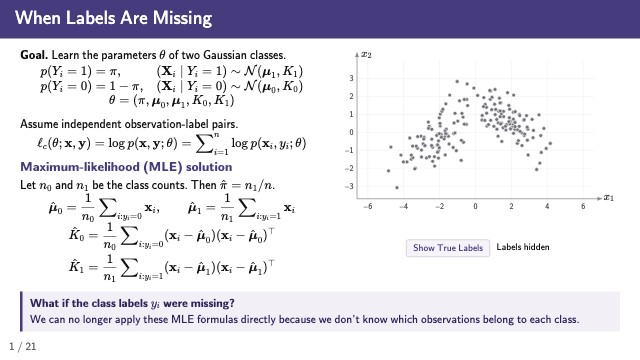 When Labels Are Missing
Goal. Learn the parameters θ of two Gaussian classes.
p(Y_i = 1) = π, (X_i | Y_i = 1) ∼ N(μ_1, K_1)
p(Y_i = 0) = 1 − π, (X_i | Y_i = 0) ∼ N(μ_0, K_0)
θ = (π, μ_0, μ_1, K_0, K_1)
Assume independent observation-label pairs.
ℓ_c(θ; x, y) = log p(x, y; θ) = ∑_{i=1}^n log p(x_i, y_i; θ)
Maximum-likelihood (MLE) solution
Let n_0 and n_1 be the class counts. Then π̂ = n_1/n.
μ̂_0 = 1/n_0 ∑_{i:y_i=0} x_i, μ̂_1 = 1/n_1 ∑_{i:y_i=1} x_i
K̂_0 = 1/n_0 ∑_{i:y_i=0} (x_i − μ̂_0)(x_i − μ̂_0)^⊤
K̂_1 = 1/n_1 ∑_{i:y_i=1} (x_i − μ̂_1)(x_i − μ̂_1)^⊤
x_2
3
2
1
0
−1
−2
−3
−6 −4 −2 0 2 4 6
x_1
Show True Labels Labels hidden
What if the class labels y_i were missing?
We can no longer apply these MLE formulas directly because we don't know which observations belong to each class.
1 / 21